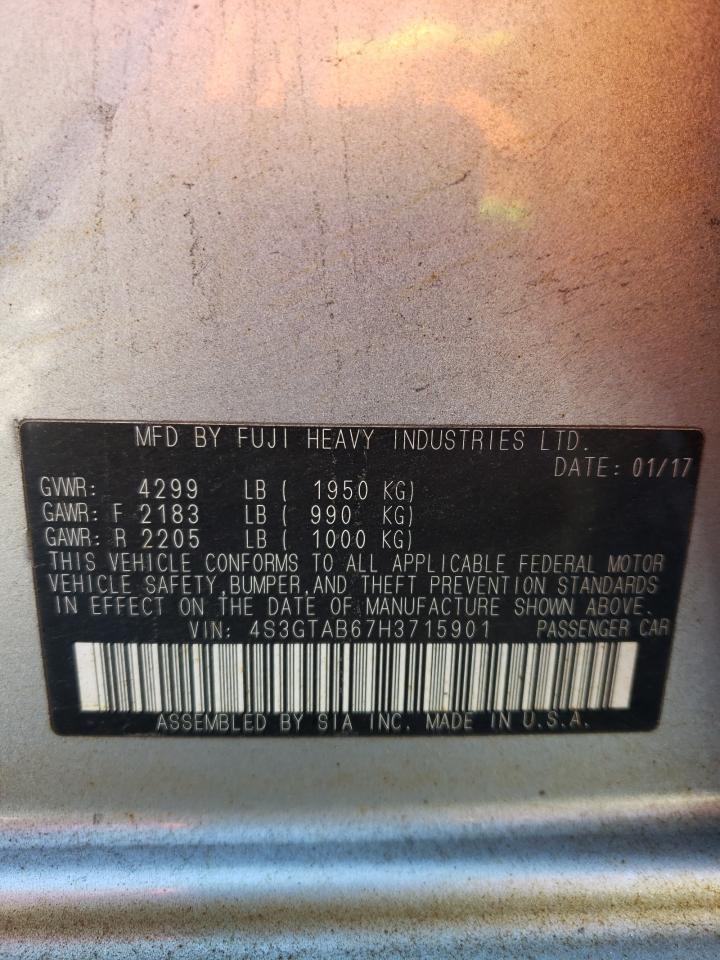 MFD BY FUJI HEAVY INDUSTRIES LTD.
DATE: 01/17
GVWR: 4299 LB ( 1950 KG)
GAWR: F 2183 LB ( 990 KG)
GAWR: R 2205 LB ( 1000 KG)
THIS VEHICLE CONFORMS TO ALL APPLICABLE FEDERAL MOTOR
VEHICLE SAFETY,BUMPER,AND THEFT PREVENTION STANDARDS
IN EFFECT ON THE DATE OF MANUFACTURE SHOWN ABOVE.
VIN: 4S3GTAB67H3715901 PASSENGER CAR
ASSEMBLED BY SIA INC. MADE IN U.S.A.